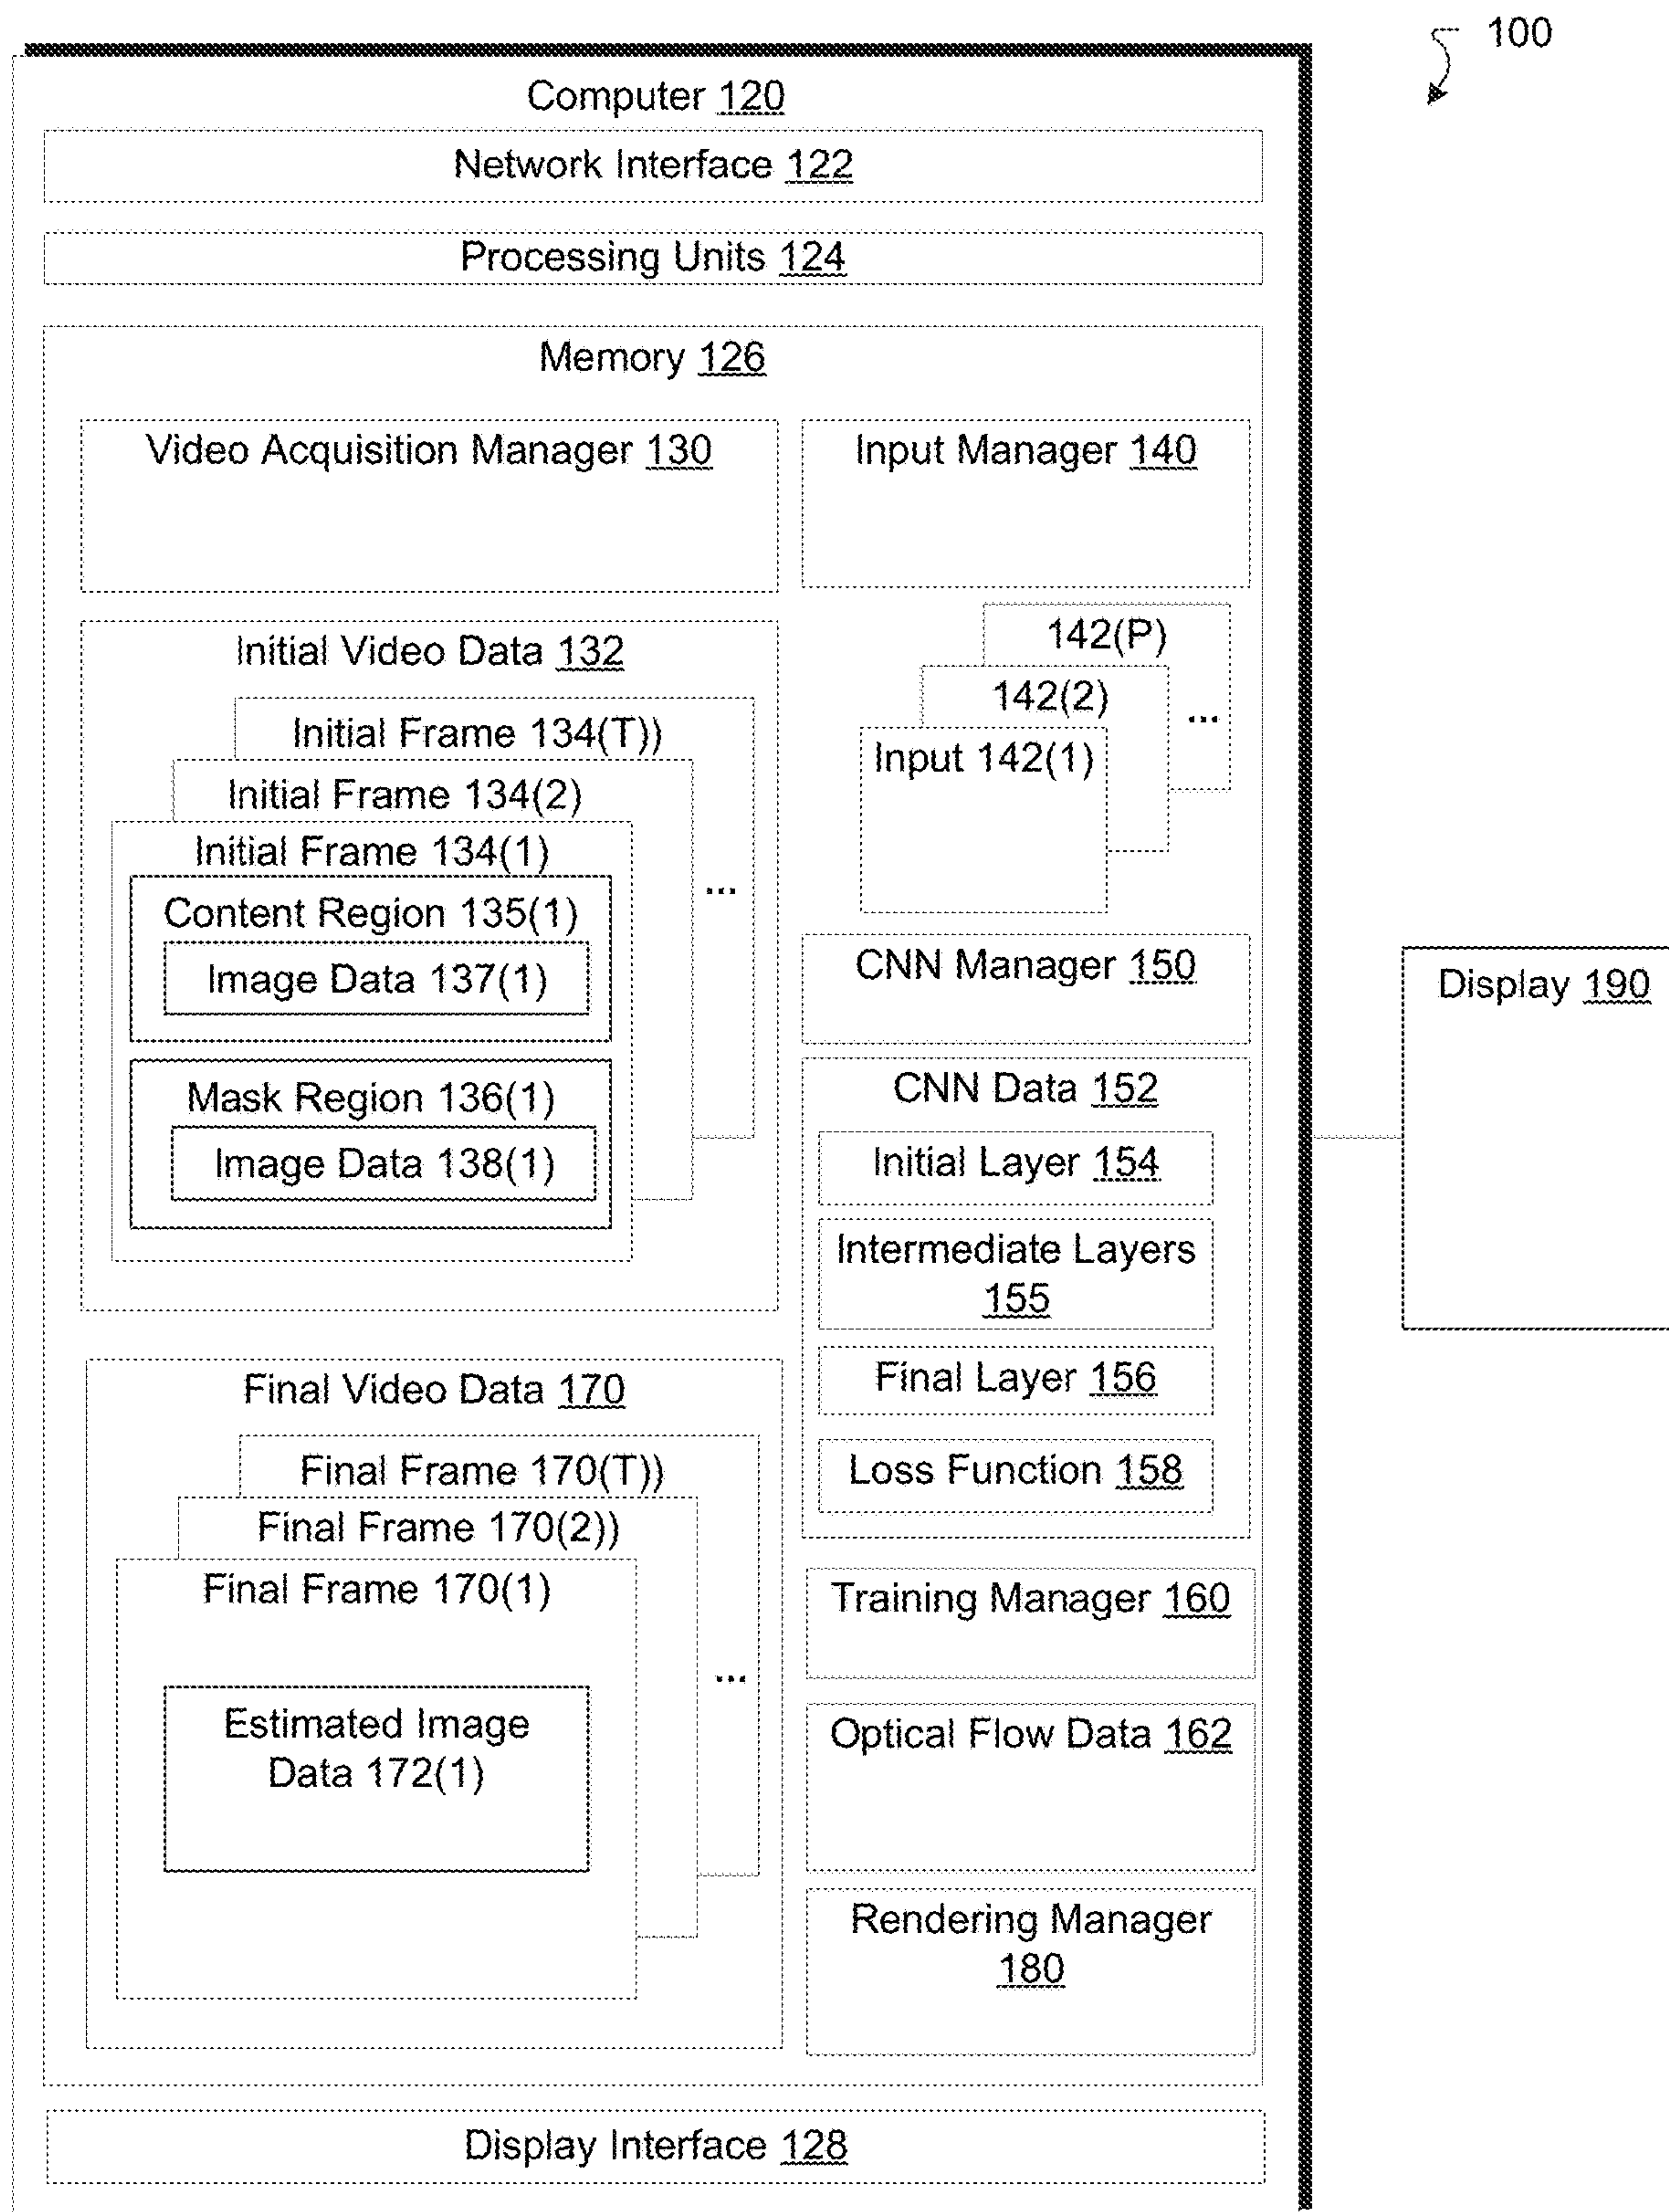 100
Computer 120
Network Interface 122
Processing Units 124
Memory 126
Video Acquisition Manager 130
Initial Video Data 132
Initial Frame 134(T))
Initial Frame 134(2)
Initial Frame 134(1)
Content Region 135(1)
Image Data 137(1)
Mask Region 136(1)
Image Data 138(1)
...
Final Video Data 170
Final Frame 170(T))
Final Frame 170(2))
Final Frame 170(1)
Estimated Image
Data 172(1)
...
Input Manager 140
142(P)
142(2)
Input 142(1)
...
CNN Manager 150
CNN Data 152
Initial Layer 154
Intermediate Layers
155
Final Layer 156
Loss Function 158
Training Manager 160
Optical Flow Data 162
Rendering Manager
180
Display Interface 128
Display 190